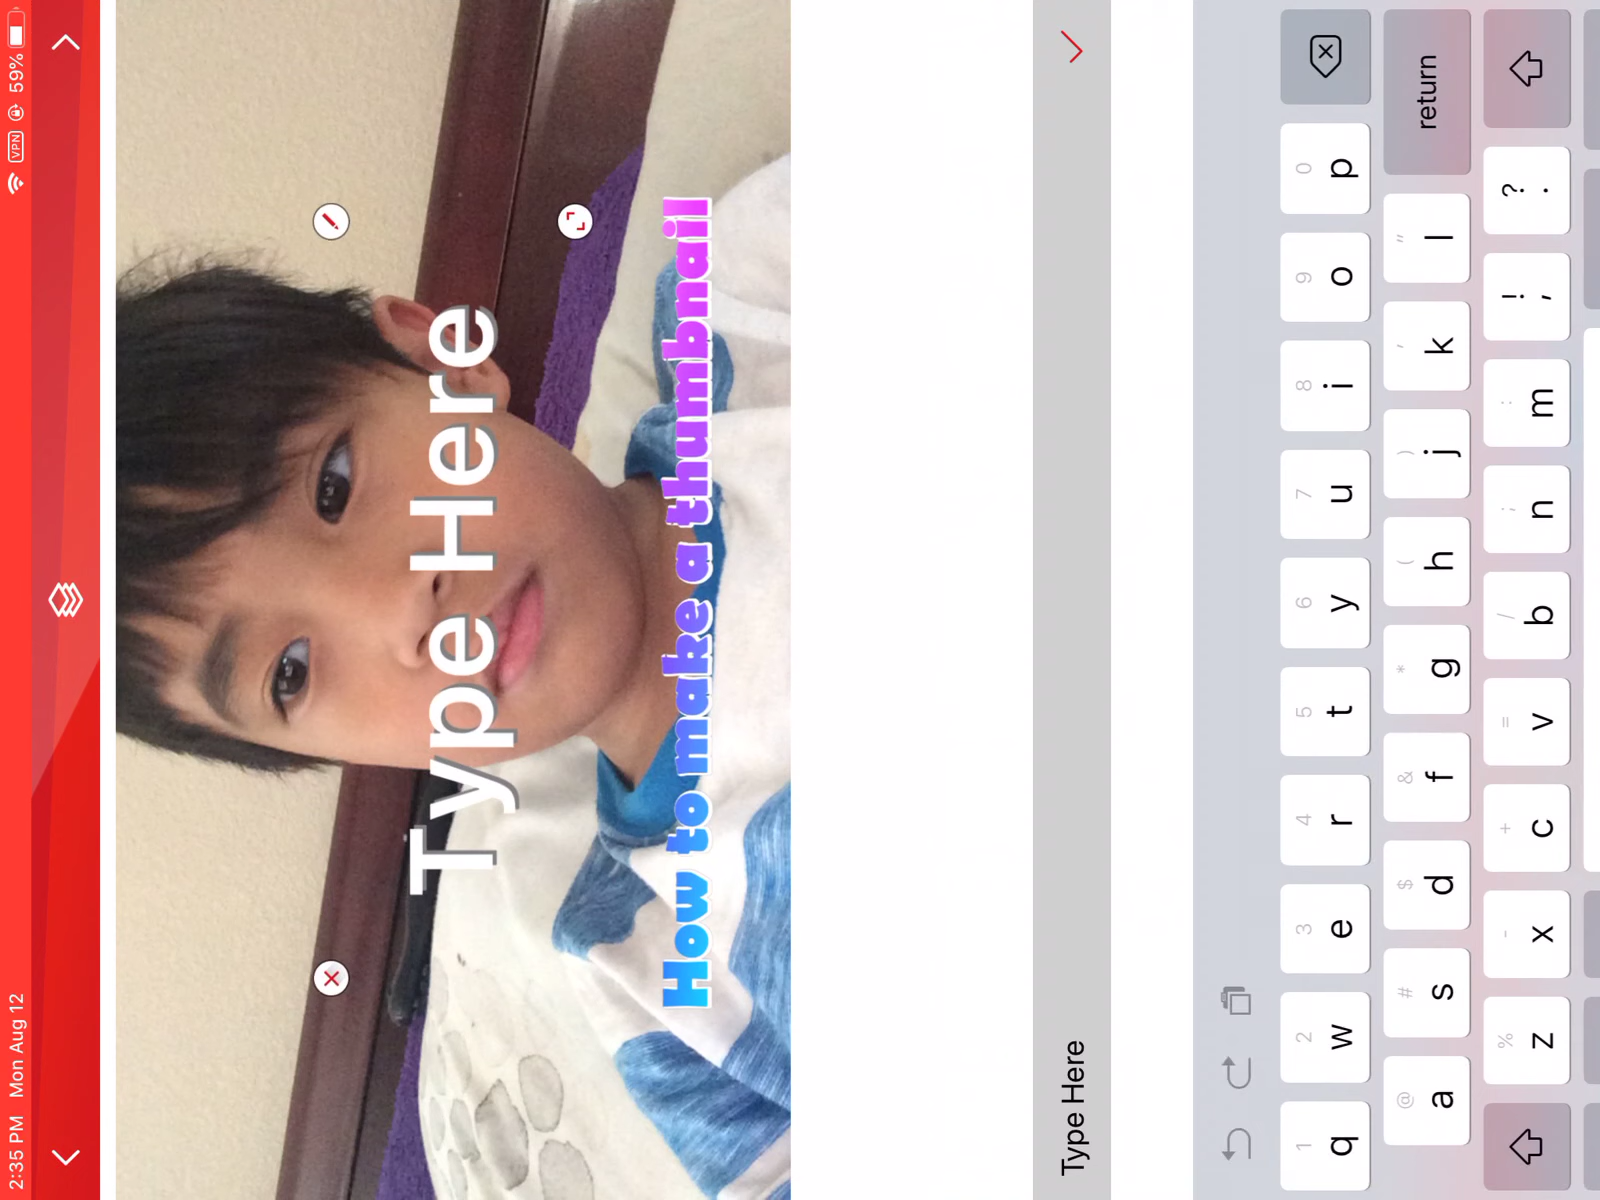 2:35 PM Mon Aug 12 VPN 59%
Type Here
How to make a thumbnail
Type Here
1 2 3 4 5 6 7 8 9 0
q w e r t y u i o p
@ # $ & * ( ) ' "
a s d f g h j k l return
% - + = / ; : ! ?
z x c v b n m , .